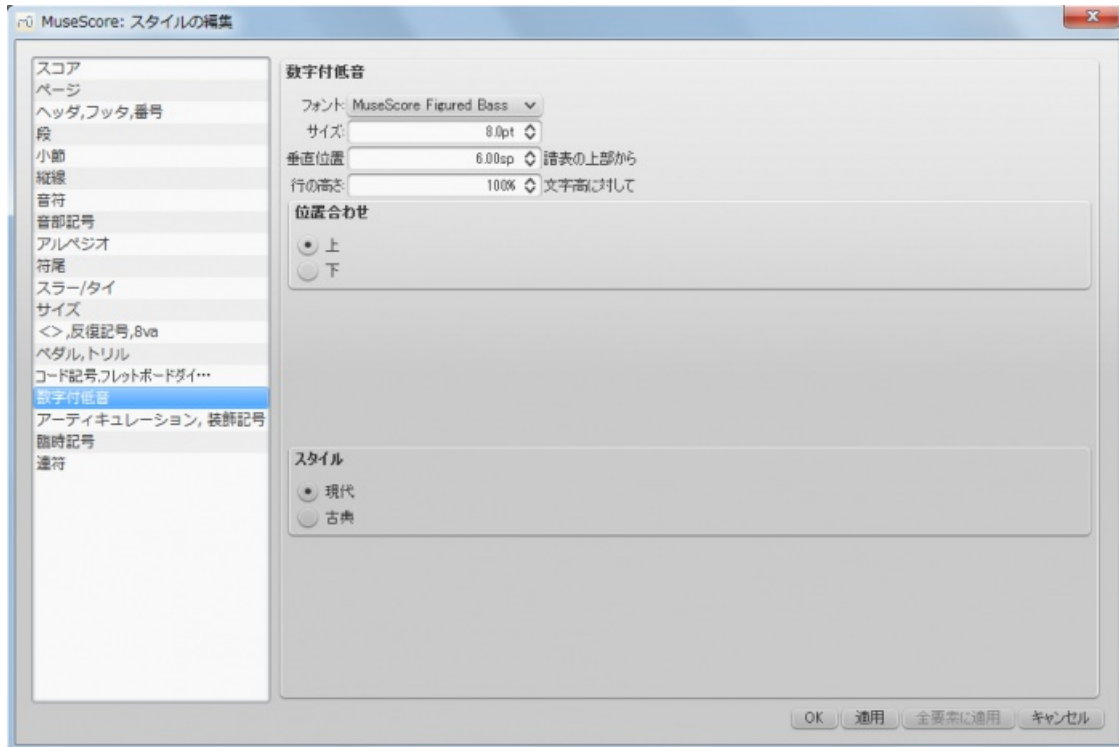 MuseScore: スタイルの編集
スコア
ページ
ヘッダ,フッタ,番号
段
小節
縦線
音符
音部記号
アルペジオ
符尾
スラー/タイ
サイズ
<>,反復記号,8va
ペダル,トリル
コード記号,フレットボードダイ…
数字付低音
アーティキュレーション, 装飾記号
臨時記号
連符
数字付低音
フォント: MuseScore Figured Bass
サイズ: 8.0pt
垂直位置 6.00sp 譜表の上部から
行の高さ: 100% 文字高に対して
位置合わせ
上
下
スタイル
現代
古典
OK 適用 全要素に適用 キャンセル